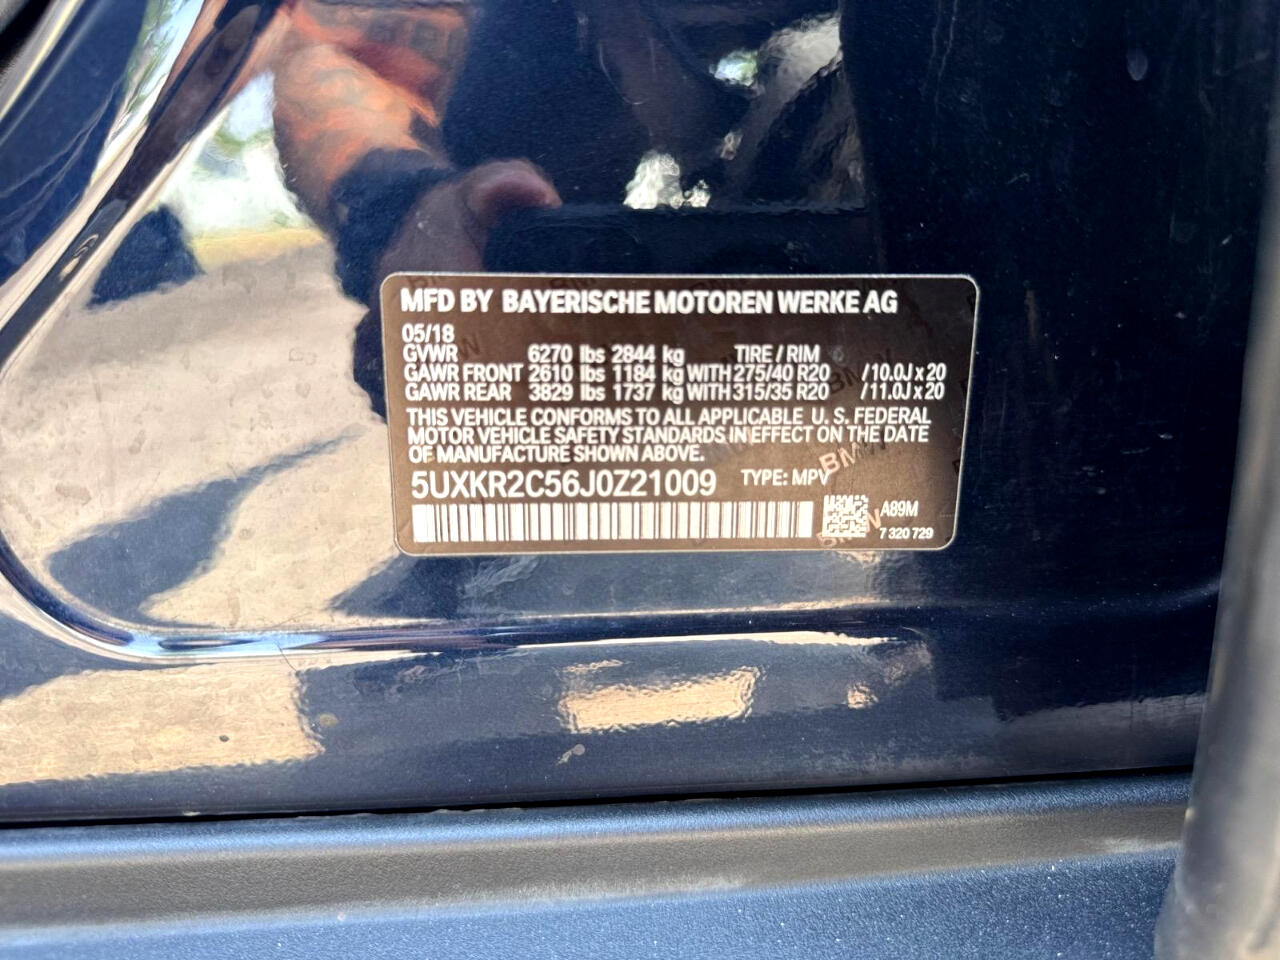 MFD BY BAYERISCHE MOTOREN WERKE AG
05/18
GVWR 6270 lbs 2844 kg TIRE / RIM
GAWR FRONT 2610 lbs 1184 kg WITH 275/40 R20 / 10.0J x 20
GAWR REAR 3829 lbs 1737 kg WITH 315/35 R20 / 11.0J x 20
THIS VEHICLE CONFORMS TO ALL APPLICABLE U. S. FEDERAL
MOTOR VEHICLE SAFETY STANDARDS IN EFFECT ON THE DATE
OF MANUFACTURE SHOWN ABOVE.
5UXKR2C56J0Z21009 TYPE: MPV
A89M
7 320 729
BMW